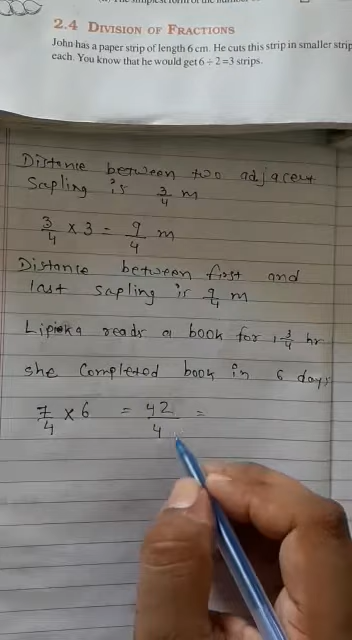 2.4 DIVISION OF FRACTIONS
John has a paper strip of length 6 cm. He cuts this strip in smaller strip
each. You know that he would get 6 ÷ 2 = 3 strips.
Distance between two adjacent
sapling is 3/4 m
3/4 × 3 = 9/4 m
Distance between first and
last sapling is 9/4 m
Lipika reads a book for 1 3/4 hr
she completed book in 6 days
7/4 × 6 = 42/4 =